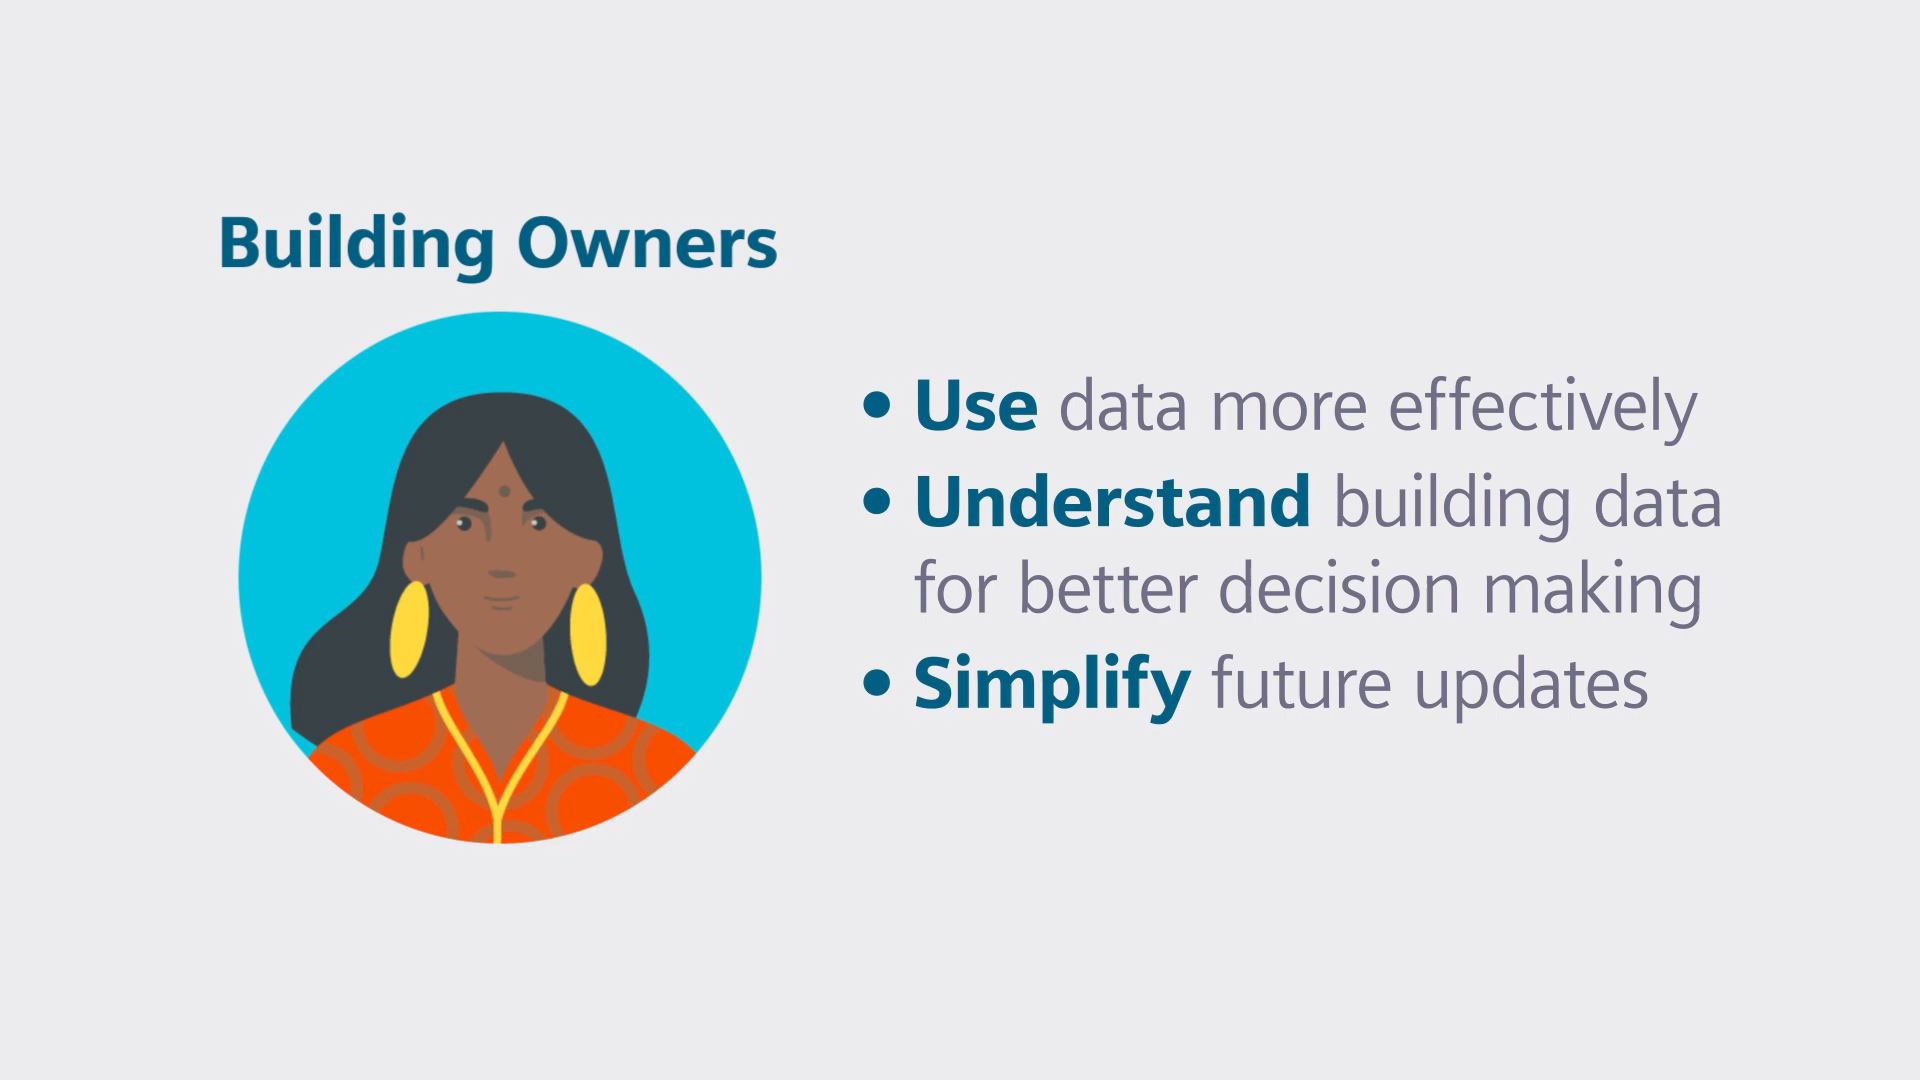 Building Owners
• Use data more effectively
• Understand building data
for better decision making
• Simplify future updates